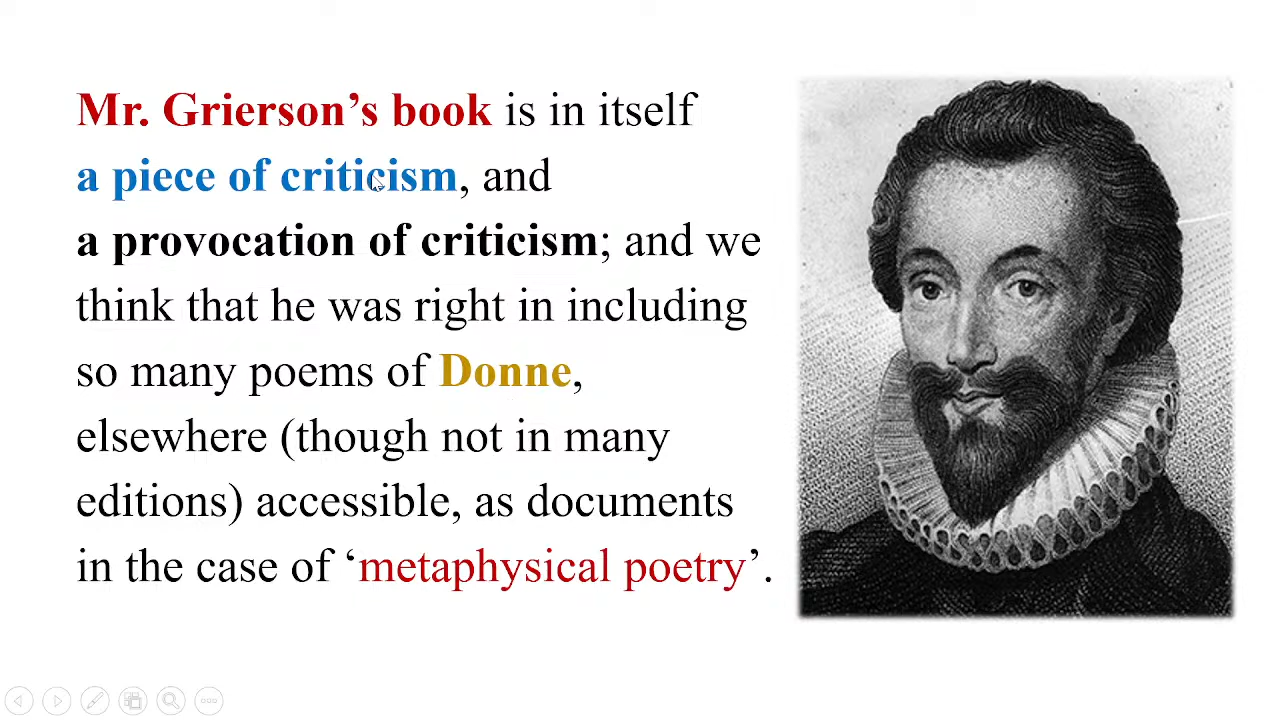 Mr. Grierson’s book is in itself
a piece of criticism, and
a provocation of criticism; and we
think that he was right in including
so many poems of Donne,
elsewhere (though not in many
editions) accessible, as documents
in the case of ‘metaphysical poetry’.